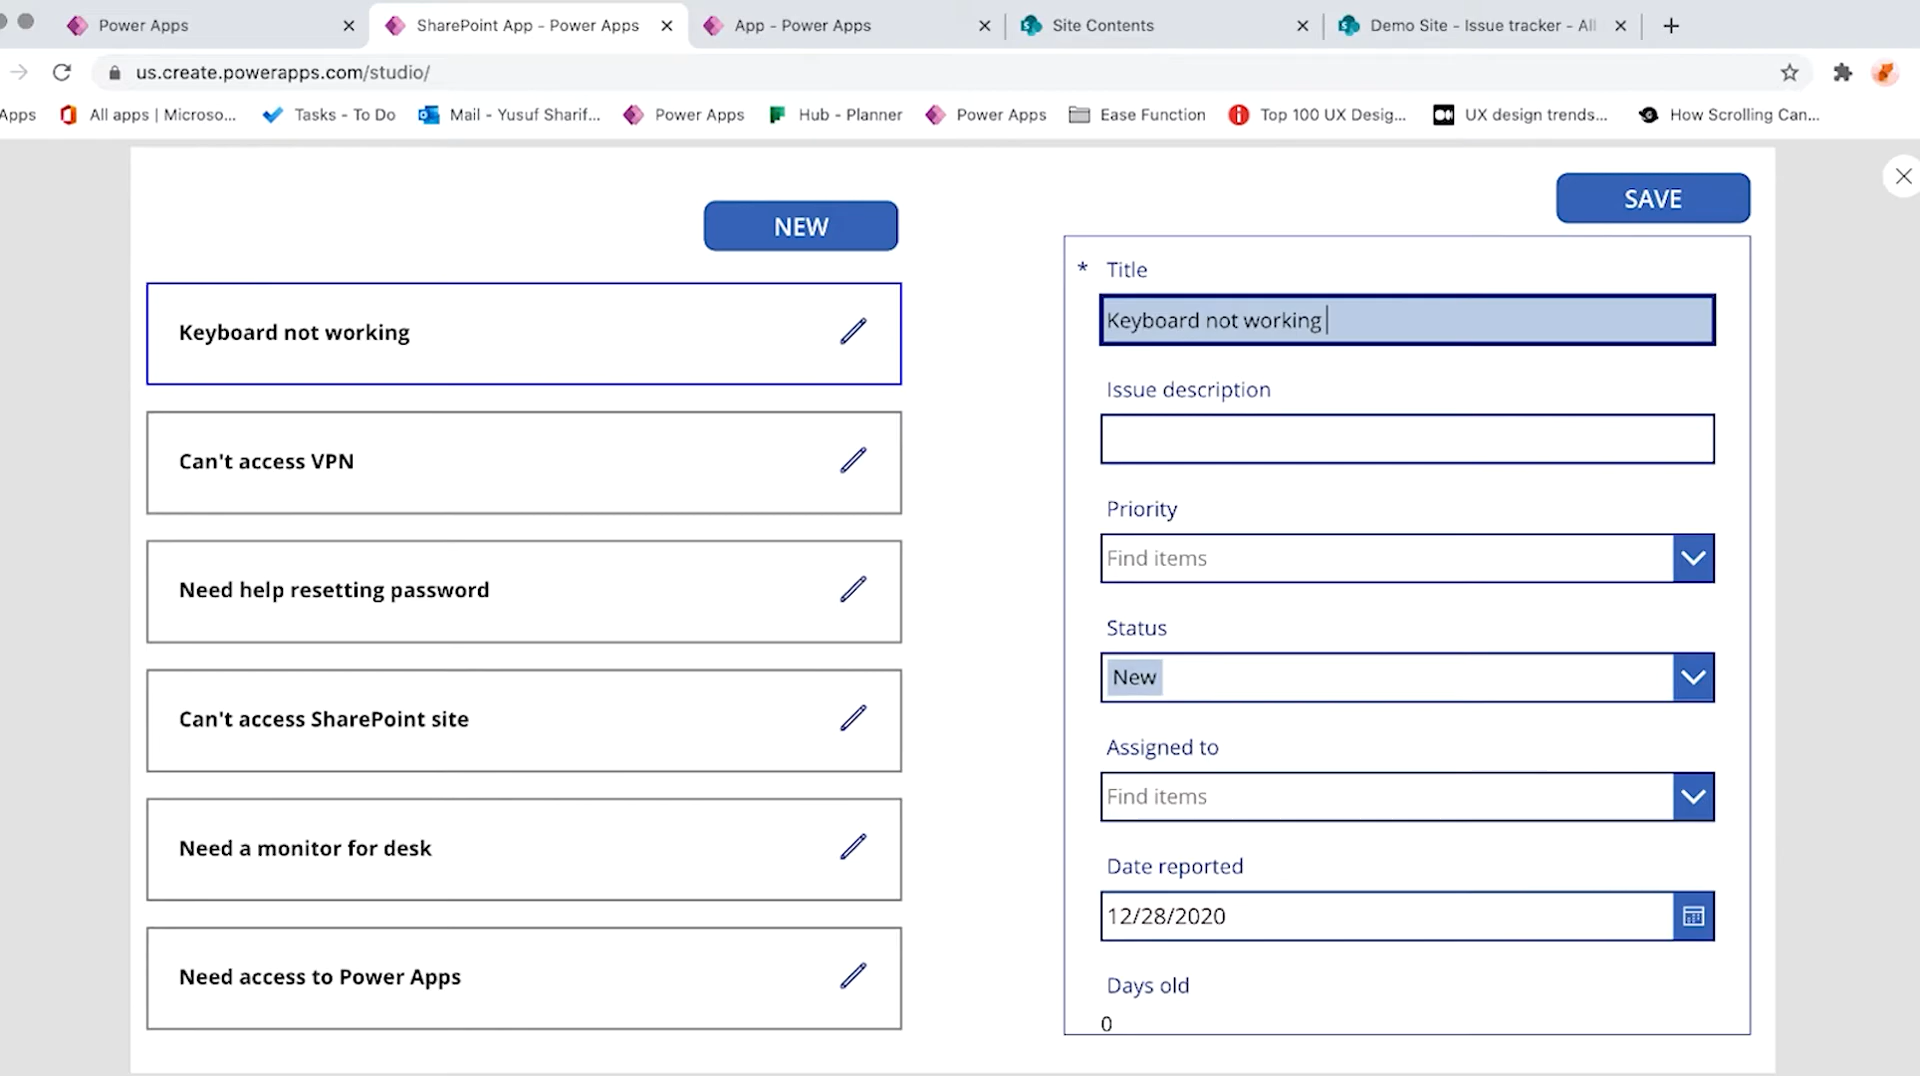 Power Apps
SharePoint App - Power Apps
App - Power Apps
Site Contents
Demo Site - Issue tracker - All
us.create.powerapps.com/studio/
Apps
All apps | Microso...
Tasks - To Do
Mail - Yusuf Sharif...
Power Apps
Hub - Planner
Power Apps
Ease Function
Top 100 UX Desig...
UX design trends...
How Scrolling Can...
NEW
Keyboard not working
Can't access VPN
Need help resetting password
Can't access SharePoint site
Need a monitor for desk
Need access to Power Apps
SAVE
* Title
Keyboard not working
Issue description
Priority
Find items
Status
New
Assigned to
Find items
Date reported
12/28/2020
Days old
0